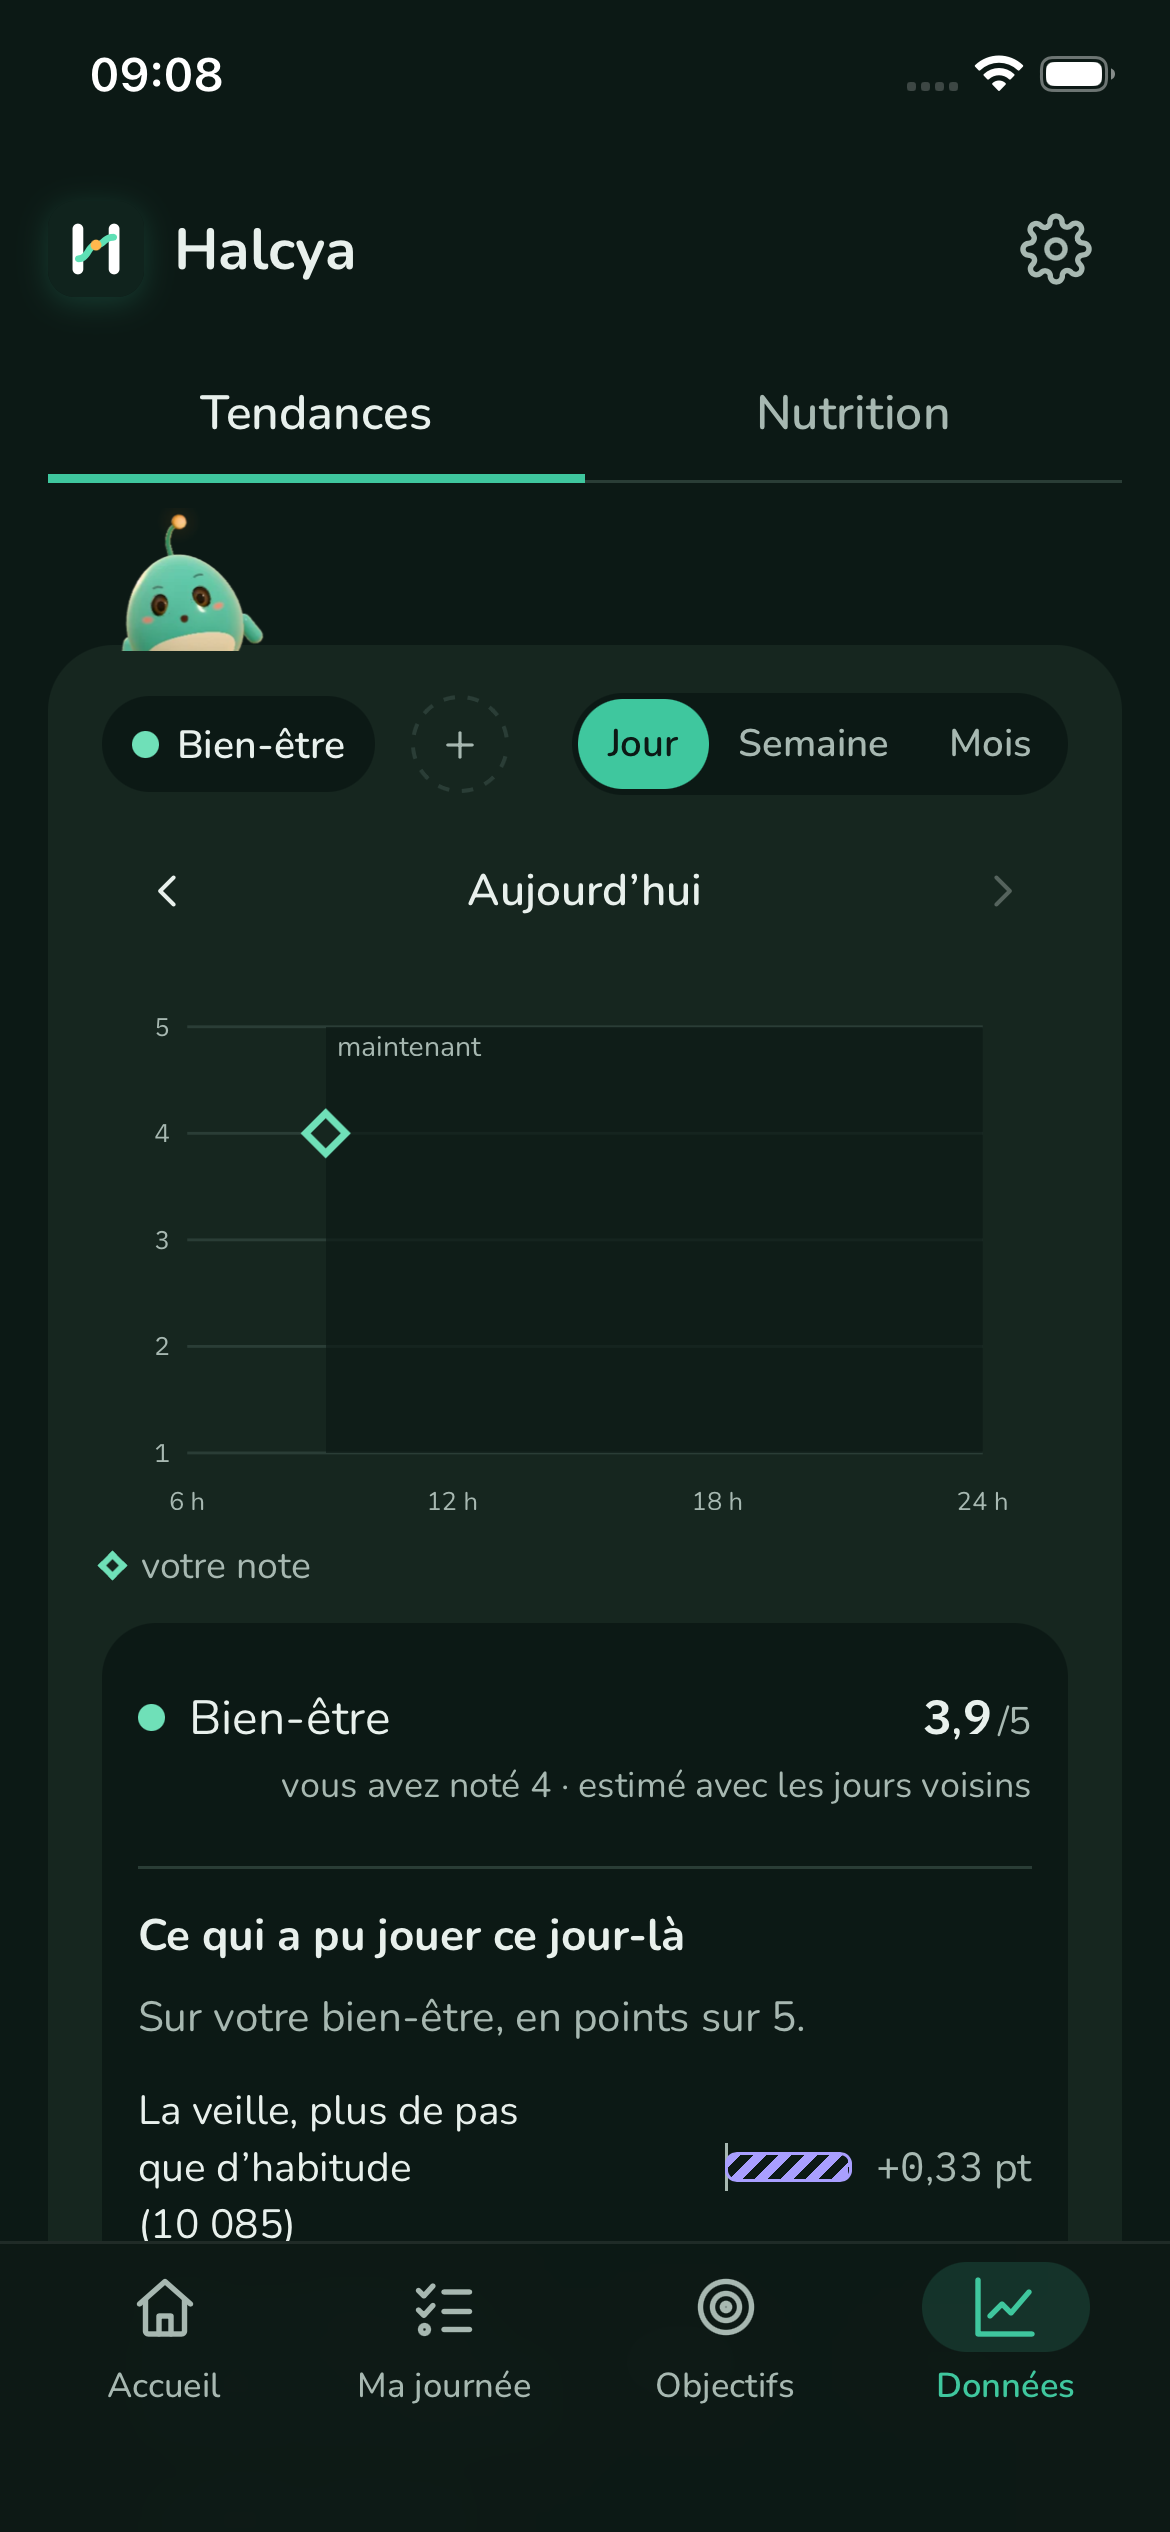 09:08
Halcya
Tendances
Nutrition
Bien-être
+
Jour
Semaine
Mois
Aujourd’hui
5
maintenant
4
3
2
1
6 h
12 h
18 h
24 h
votre note
Bien-être
3,9 /5
vous avez noté 4 · estimé avec les jours voisins
Ce qui a pu jouer ce jour-là
Sur votre bien-être, en points sur 5.
La veille, plus de pas
que d’habitude
(10 085)
+0,33 pt
Accueil
Ma journée
Objectifs
Données